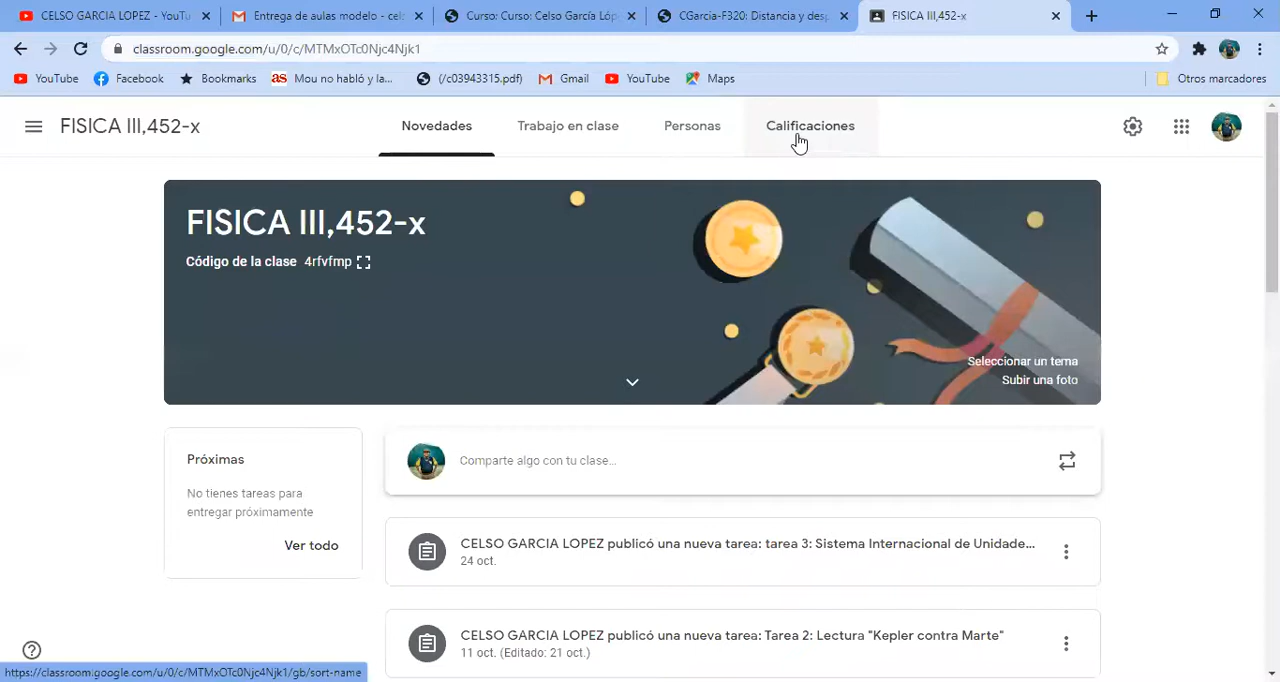 CELSO GARCIA LOPEZ - YouTu
Entrega de aulas modelo - cels
Curso: Curso: Celso García Lóp
CGarcia-F320: Distancia y desp
FISICA III,452-x
classroom.google.com/u/0/c/MTMxOTc0Njc4Njk1
YouTube
Facebook
Bookmarks
as Mou no habló y la...
(/c03943315.pdf)
Gmail
YouTube
Maps
Otros marcadores
FISICA III,452-x
Novedades
Trabajo en clase
Personas
Calificaciones
FISICA III,452-x
Código de la clase 4rfvfmp
Seleccionar un tema
Subir una foto
Próximas
No tienes tareas para
entregar próximamente
Ver todo
Comparte algo con tu clase...
CELSO GARCIA LOPEZ publicó una nueva tarea: tarea 3: Sistema Internacional de Unidade...
24 oct.
CELSO GARCIA LOPEZ publicó una nueva tarea: Tarea 2: Lectura "Kepler contra Marte"
11 oct. (Editado: 21 oct.)
https://classroom.google.com/u/0/c/MTMxOTc0Njc4Njk1/gb/sort-name